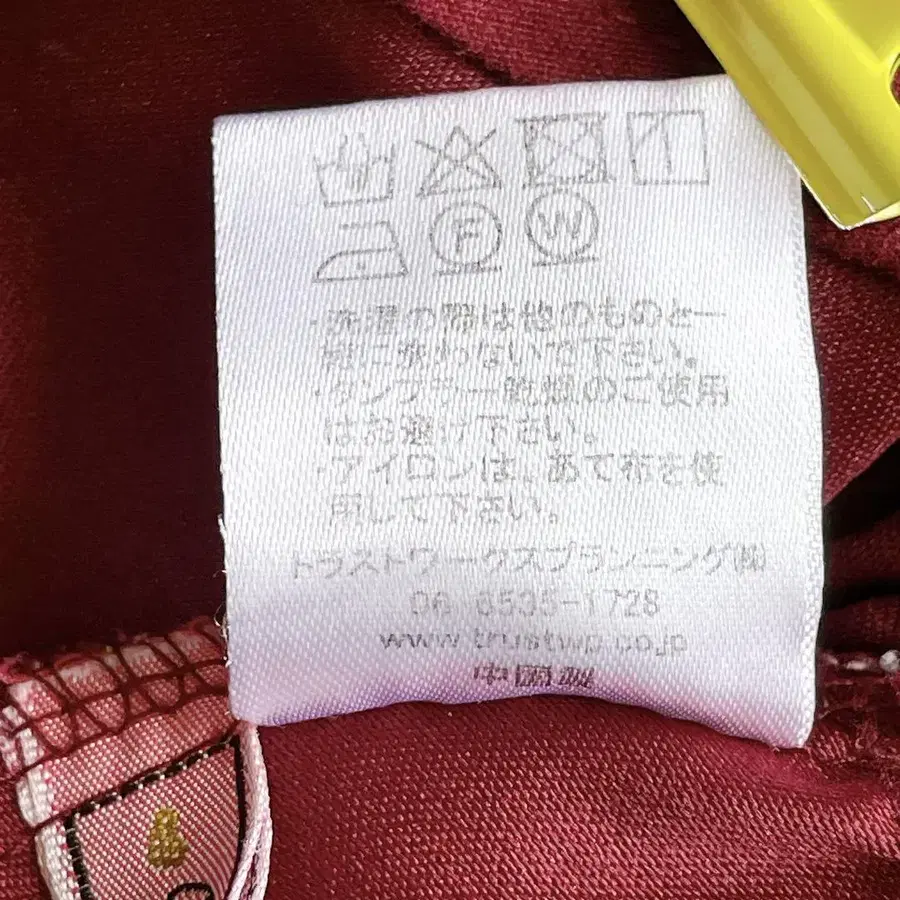 F W
・洗濯の際は他のものと一
緒に洗わないで下さい。
・タンブラー乾燥のご使用
はお避け下さい。
・アイロンは、あて布を使
用して下さい。
トラストワークスプランニング㈱
06 6535-1728
www.trustwp.co.jp
中国製